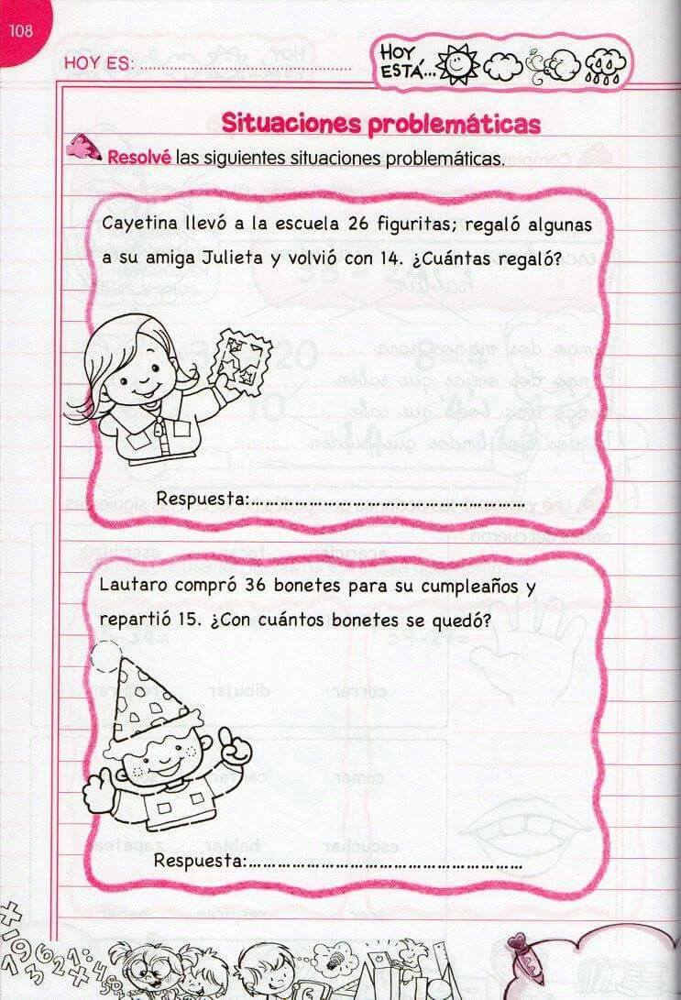 108
HOY ES:
HOY
ESTÁ...
Situaciones problemáticas
Resolvé las siguientes situaciones problemáticas.
Cayetina llevó a la escuela 26 figuritas; regaló algunas
a su amiga Julieta y volvió con 14. ¿Cuántas regaló?
Respuesta:
Lautaro compró 36 bonetes para su cumpleaños y
repartió 15. ¿Con cuántos bonetes se quedó?
Respuesta: